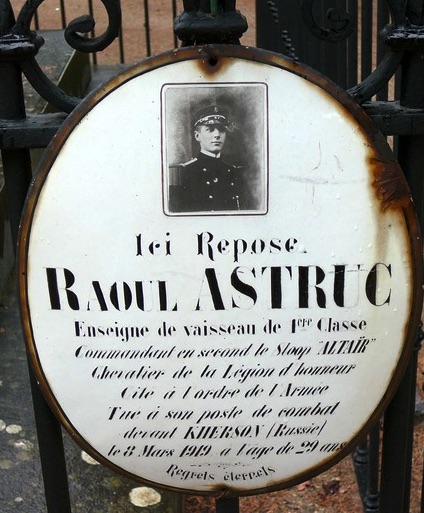 Ici Repose
RAOUL ASTRUC
Enseigne de vaisseau de 1ère Classe
Commandant en second le Sloop "ALTAÏR"
Chevalier de la Légion d'honneur
Cité à l'ordre de l'Armée
Tué à son poste de combat
devant KHERSON (Russie)
le 8 Mars 1919, à l'age de 29 ans
Regrets éternels